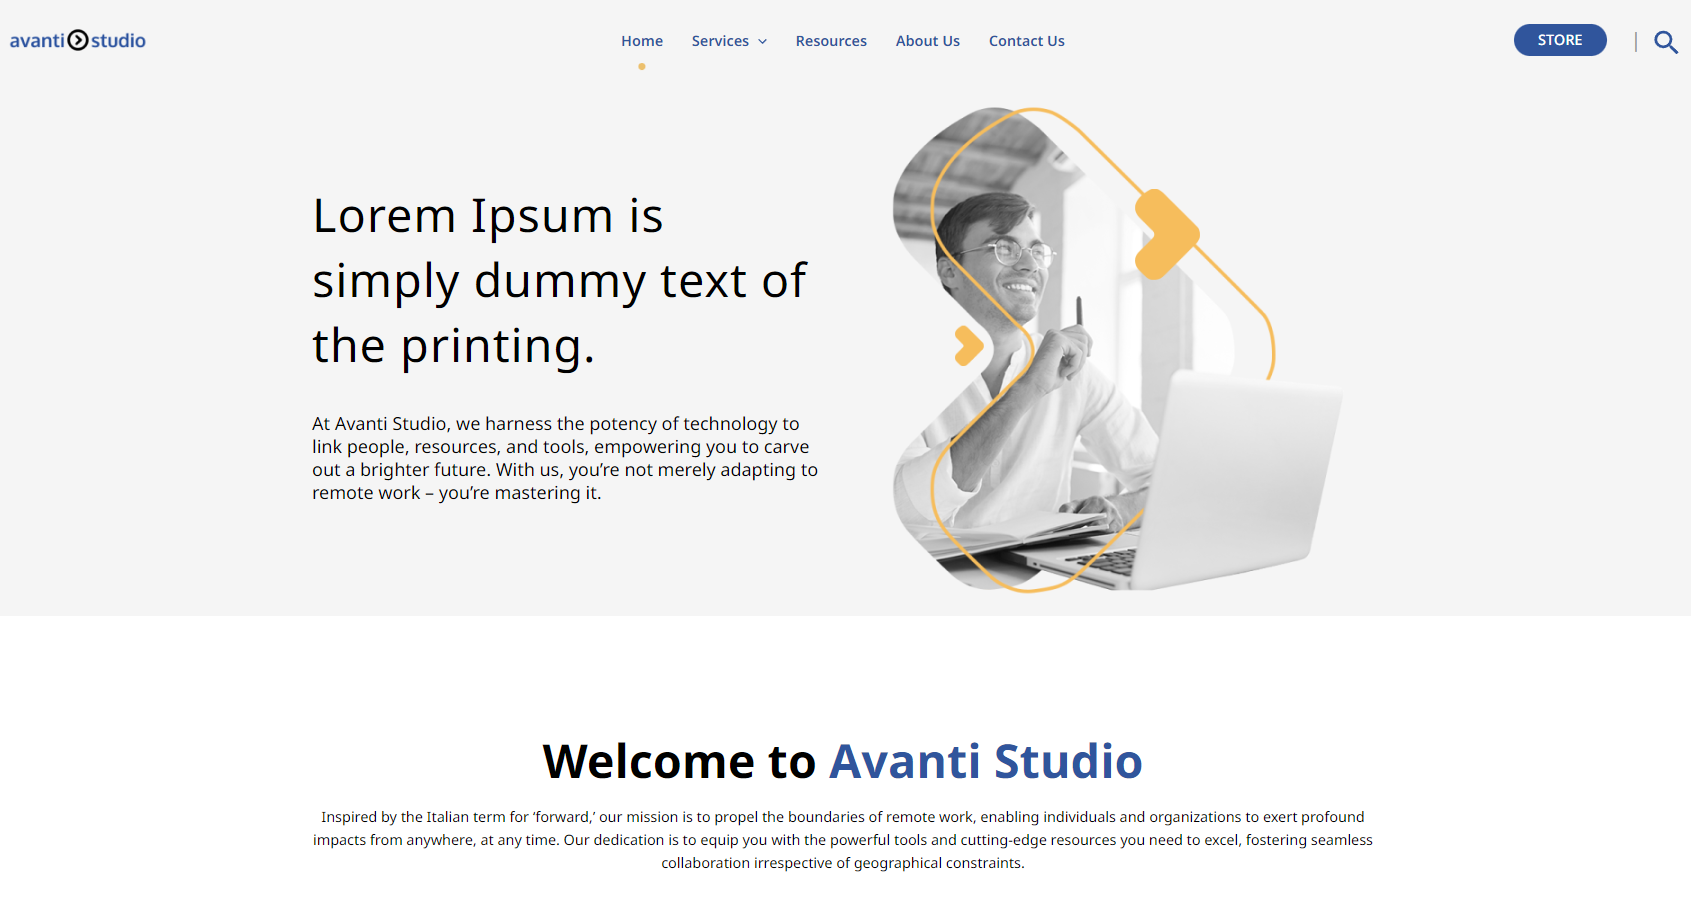 avanti studio
Home Services Resources About Us Contact Us
STORE
Lorem Ipsum is
simply dummy text of
the printing.
At Avanti Studio, we harness the potency of technology to
link people, resources, and tools, empowering you to carve
out a brighter future. With us, you’re not merely adapting to
remote work – you’re mastering it.
Welcome to Avanti Studio
Inspired by the Italian term for ‘forward,’ our mission is to propel the boundaries of remote work, enabling individuals and organizations to exert profound
impacts from anywhere, at any time. Our dedication is to equip you with the powerful tools and cutting-edge resources you need to excel, fostering seamless
collaboration irrespective of geographical constraints.